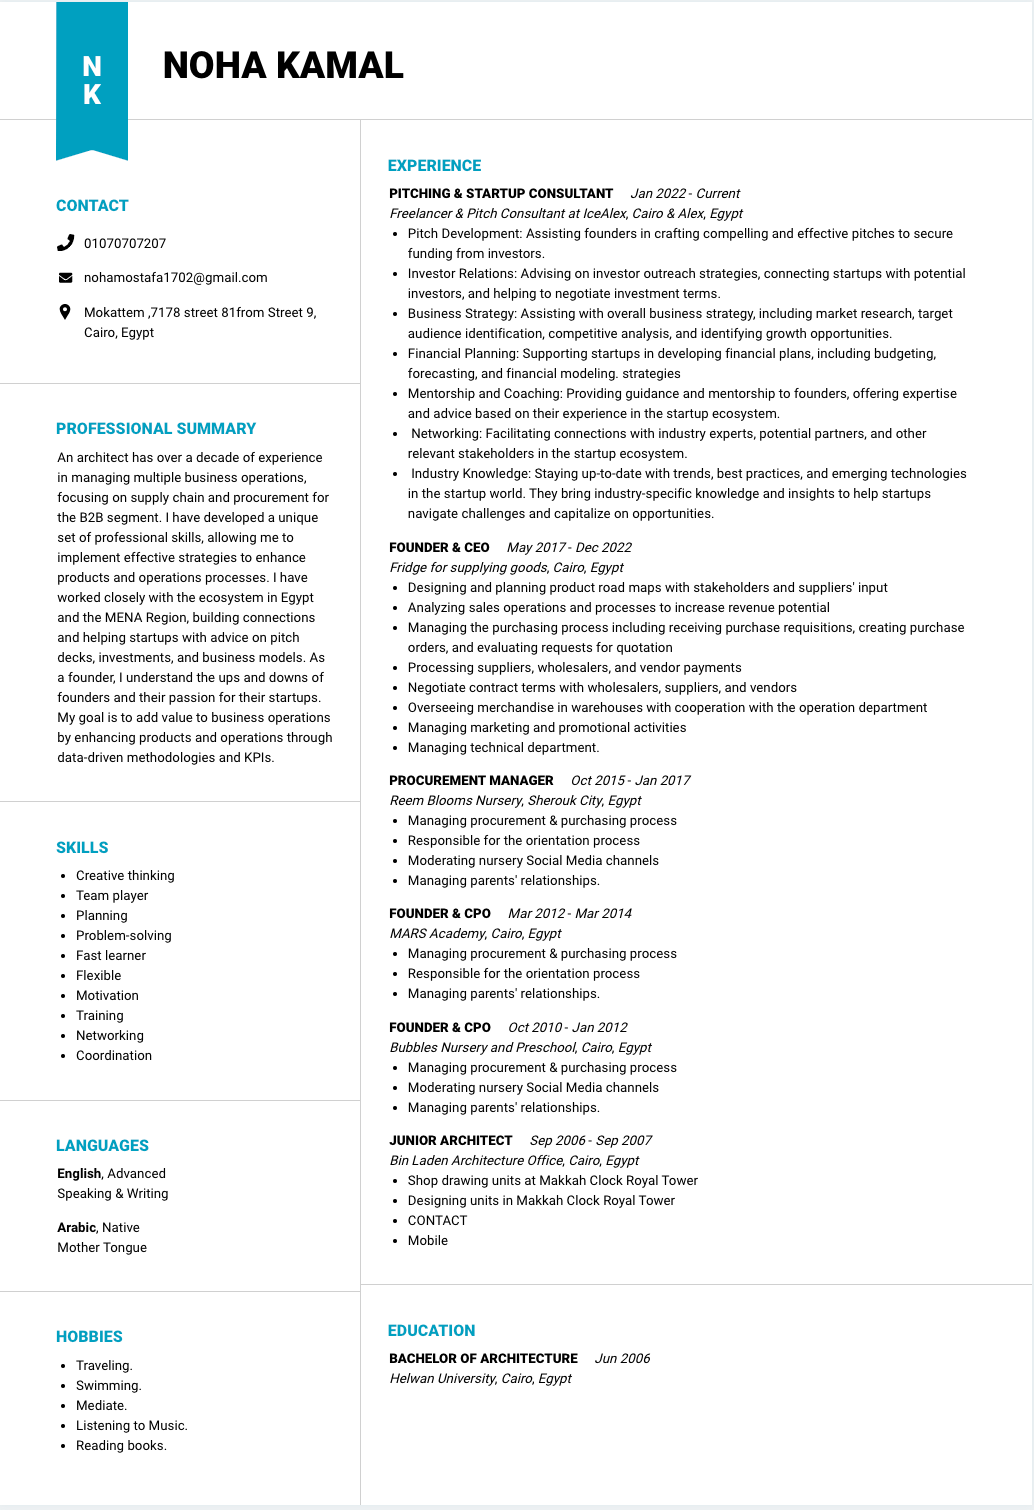 N
K
NOHA KAMAL
CONTACT
01070707207
nohamostafa1702@gmail.com
Mokattem ,7178 street 81from Street 9,
Cairo, Egypt
PROFESSIONAL SUMMARY
An architect has over a decade of experience
in managing multiple business operations,
focusing on supply chain and procurement for
the B2B segment. I have developed a unique
set of professional skills, allowing me to
implement effective strategies to enhance
products and operations processes. I have
worked closely with the ecosystem in Egypt
and the MENA Region, building connections
and helping startups with advice on pitch
decks, investments, and business models. As
a founder, I understand the ups and downs of
founders and their passion for their startups.
My goal is to add value to business operations
by enhancing products and operations through
data-driven methodologies and KPIs.
SKILLS
• Creative thinking
• Team player
• Planning
• Problem-solving
• Fast learner
• Flexible
• Motivation
• Training
• Networking
• Coordination
LANGUAGES
English, Advanced
Speaking & Writing
Arabic, Native
Mother Tongue
HOBBIES
• Traveling.
• Swimming.
• Mediate.
• Listening to Music.
• Reading books.
EXPERIENCE
PITCHING & STARTUP CONSULTANT Jan 2022 - Current
Freelancer & Pitch Consultant at IceAlex, Cairo & Alex, Egypt
• Pitch Development: Assisting founders in crafting compelling and effective pitches to secure
funding from investors.
• Investor Relations: Advising on investor outreach strategies, connecting startups with potential
investors, and helping to negotiate investment terms.
• Business Strategy: Assisting with overall business strategy, including market research, target
audience identification, competitive analysis, and identifying growth opportunities.
• Financial Planning: Supporting startups in developing financial plans, including budgeting,
forecasting, and financial modeling. strategies
• Mentorship and Coaching: Providing guidance and mentorship to founders, offering expertise
and advice based on their experience in the startup ecosystem.
• Networking: Facilitating connections with industry experts, potential partners, and other
relevant stakeholders in the startup ecosystem.
• Industry Knowledge: Staying up-to-date with trends, best practices, and emerging technologies
in the startup world. They bring industry-specific knowledge and insights to help startups
navigate challenges and capitalize on opportunities.
FOUNDER & CEO May 2017 - Dec 2022
Fridge for supplying goods, Cairo, Egypt
• Designing and planning product road maps with stakeholders and suppliers' input
• Analyzing sales operations and processes to increase revenue potential
• Managing the purchasing process including receiving purchase requisitions, creating purchase
orders, and evaluating requests for quotation
• Processing suppliers, wholesalers, and vendor payments
• Negotiate contract terms with wholesalers, suppliers, and vendors
• Overseeing merchandise in warehouses with cooperation with the operation department
• Managing marketing and promotional activities
• Managing technical department.
PROCUREMENT MANAGER Oct 2015 - Jan 2017
Reem Blooms Nursery, Sherouk City, Egypt
• Managing procurement & purchasing process
• Responsible for the orientation process
• Moderating nursery Social Media channels
• Managing parents' relationships.
FOUNDER & CPO Mar 2012 - Mar 2014
MARS Academy, Cairo, Egypt
• Managing procurement & purchasing process
• Responsible for the orientation process
• Managing parents' relationships.
FOUNDER & CPO Oct 2010 - Jan 2012
Bubbles Nursery and Preschool, Cairo, Egypt
• Managing procurement & purchasing process
• Moderating nursery Social Media channels
• Managing parents' relationships.
JUNIOR ARCHITECT Sep 2006 - Sep 2007
Bin Laden Architecture Office, Cairo, Egypt
• Shop drawing units at Makkah Clock Royal Tower
• Designing units in Makkah Clock Royal Tower
• CONTACT
• Mobile
EDUCATION
BACHELOR OF ARCHITECTURE Jun 2006
Helwan University, Cairo, Egypt